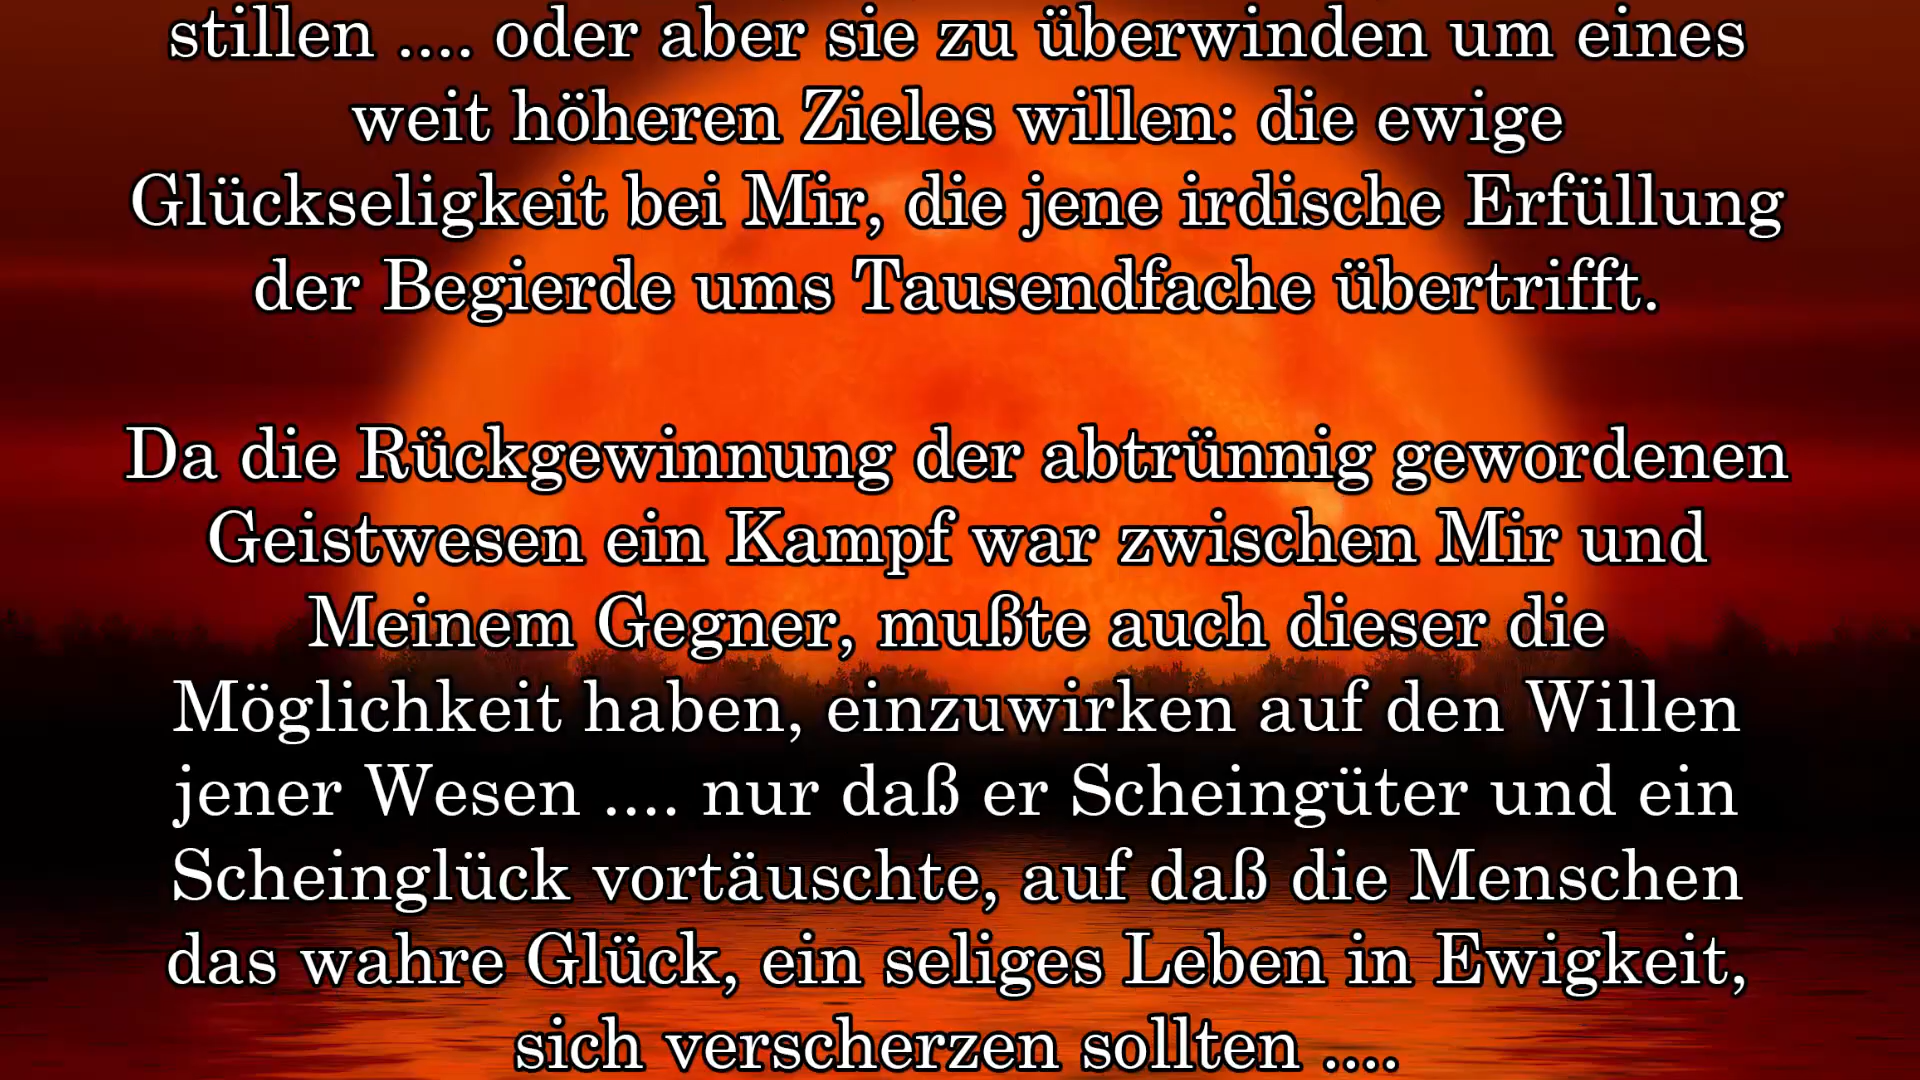 stillen .... oder aber sie zu überwinden um eines
weit höheren Zieles willen: die ewige
Glückseligkeit bei Mir, die jene irdische Erfüllung
der Begierde ums Tausendfache übertrifft.
Da die Rückgewinnung der abtrünnig gewordenen
Geistwesen ein Kampf war zwischen Mir und
Meinem Gegner, mußte auch dieser die
Möglichkeit haben, einzuwirken auf den Willen
jener Wesen .... nur daß er Scheingüter und ein
Scheinglück vortäuschte, auf daß die Menschen
das wahre Glück, ein seliges Leben in Ewigkeit,
sich verscherzen sollten ....